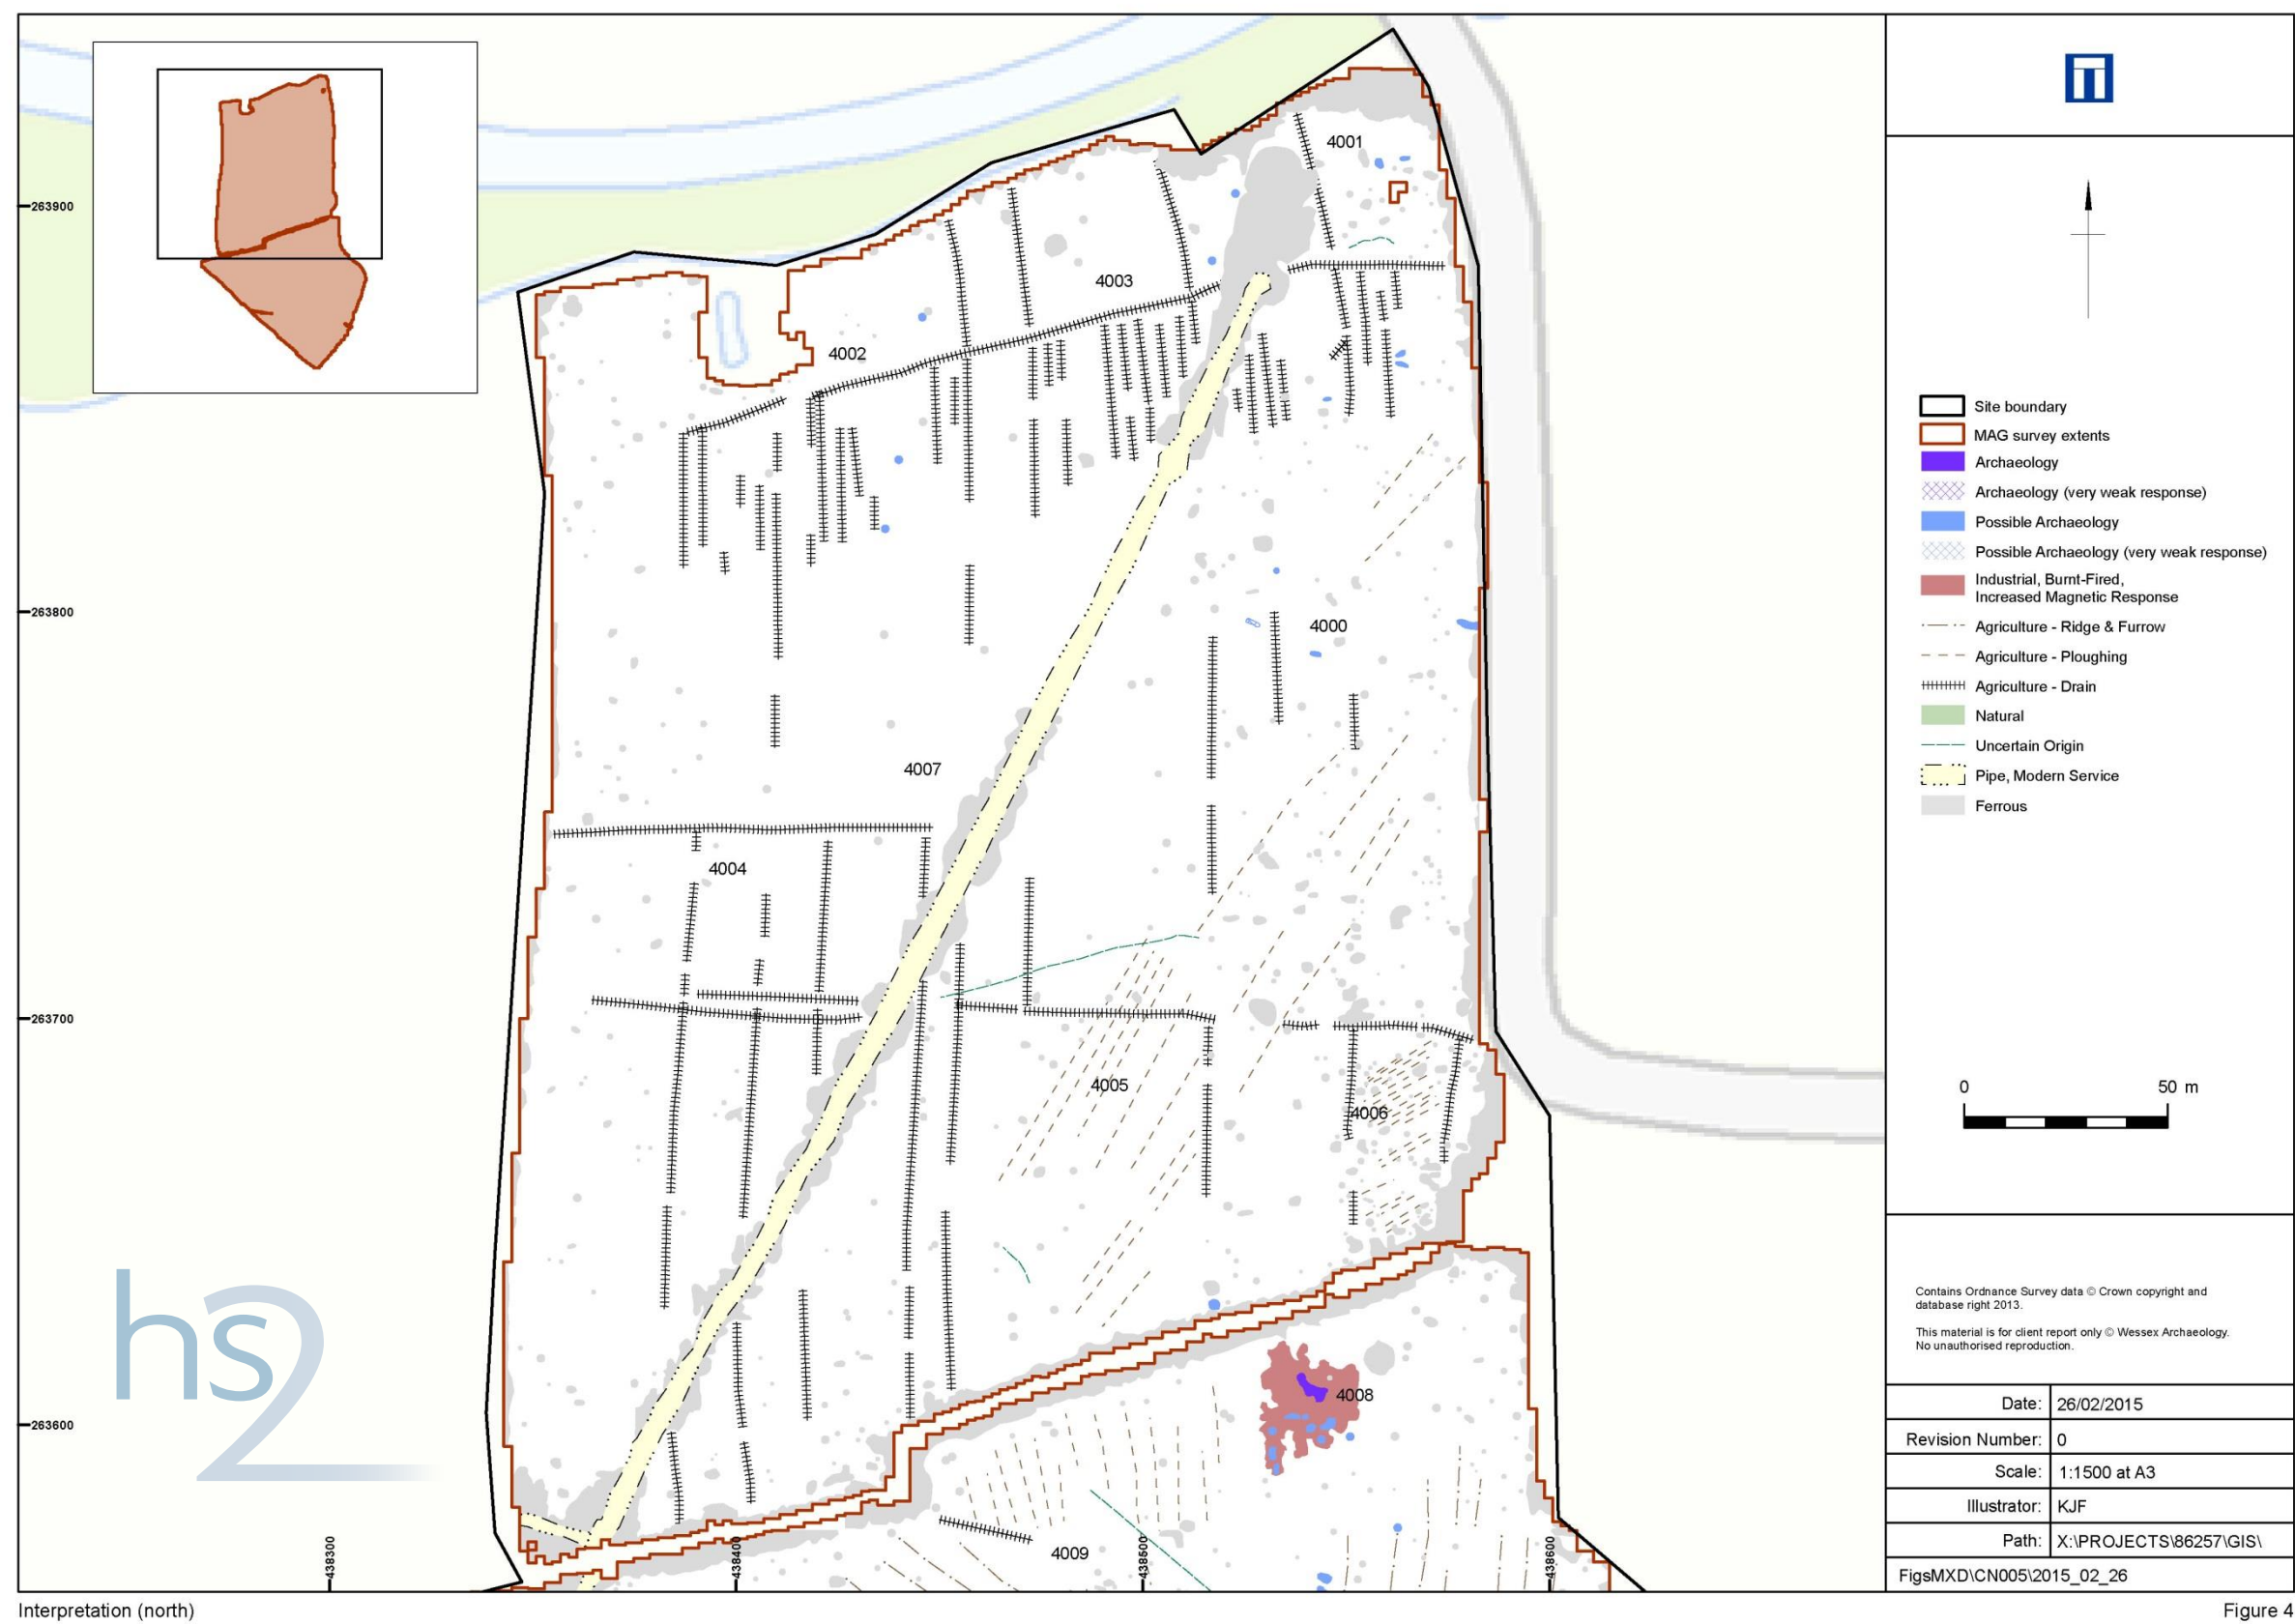 263900
263800
263700
263600
438300
438400
438500
438600
4001
4003
4002
4000
4007
4004
4005
4006
4008
4009
hs2
Site boundary
MAG survey extents
Archaeology
Archaeology (very weak response)
Possible Archaeology
Possible Archaeology (very weak response)
Industrial, Burnt-Fired,
Increased Magnetic Response
Agriculture - Ridge & Furrow
Agriculture - Ploughing
Agriculture - Drain
Natural
Uncertain Origin
Pipe, Modern Service
Ferrous
0 50 m
Contains Ordnance Survey data © Crown copyright and
database right 2013.
This material is for client report only © Wessex Archaeology.
No unauthorised reproduction.
Date: 26/02/2015
Revision Number: 0
Scale: 1:1500 at A3
Illustrator: KJF
Path: X:\PROJECTS\86257\GIS\
FigsMXD\CN005\2015_02_26
Interpretation (north)
Figure 4